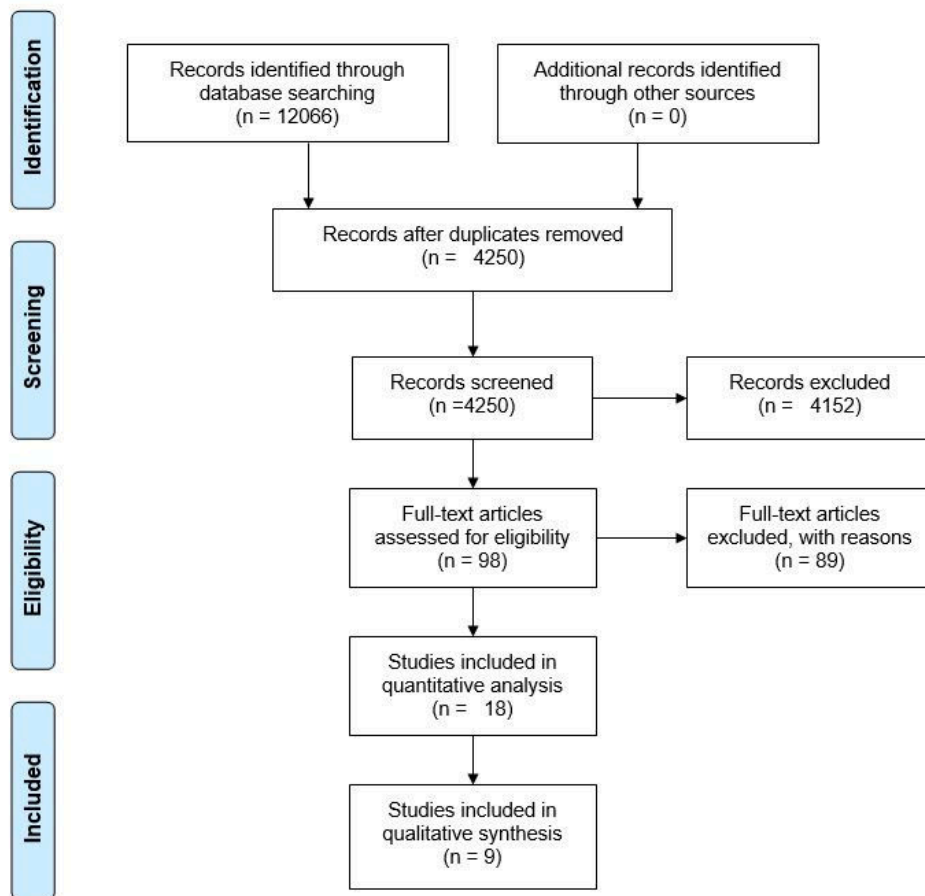 Identification
Records identified through
database searching
(n = 12066)
Additional records identified
through other sources
(n = 0)
Records after duplicates removed
(n = 4250)
Screening
Records screened
(n =4250)
Records excluded
(n = 4152)
Eligibility
Full-text articles
assessed for eligibility
(n = 98)
Full-text articles
excluded, with reasons
(n = 89)
Studies included in
quantitative analysis
(n = 18)
Included
Studies included in
qualitative synthesis
(n = 9)